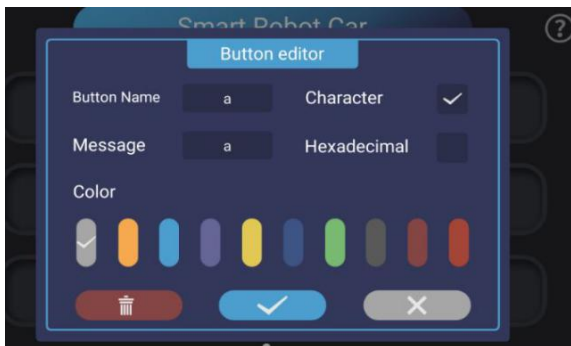 Smart Robot Car
?
Button editor
Button Name a Character
Message a Hexadecimal
Color